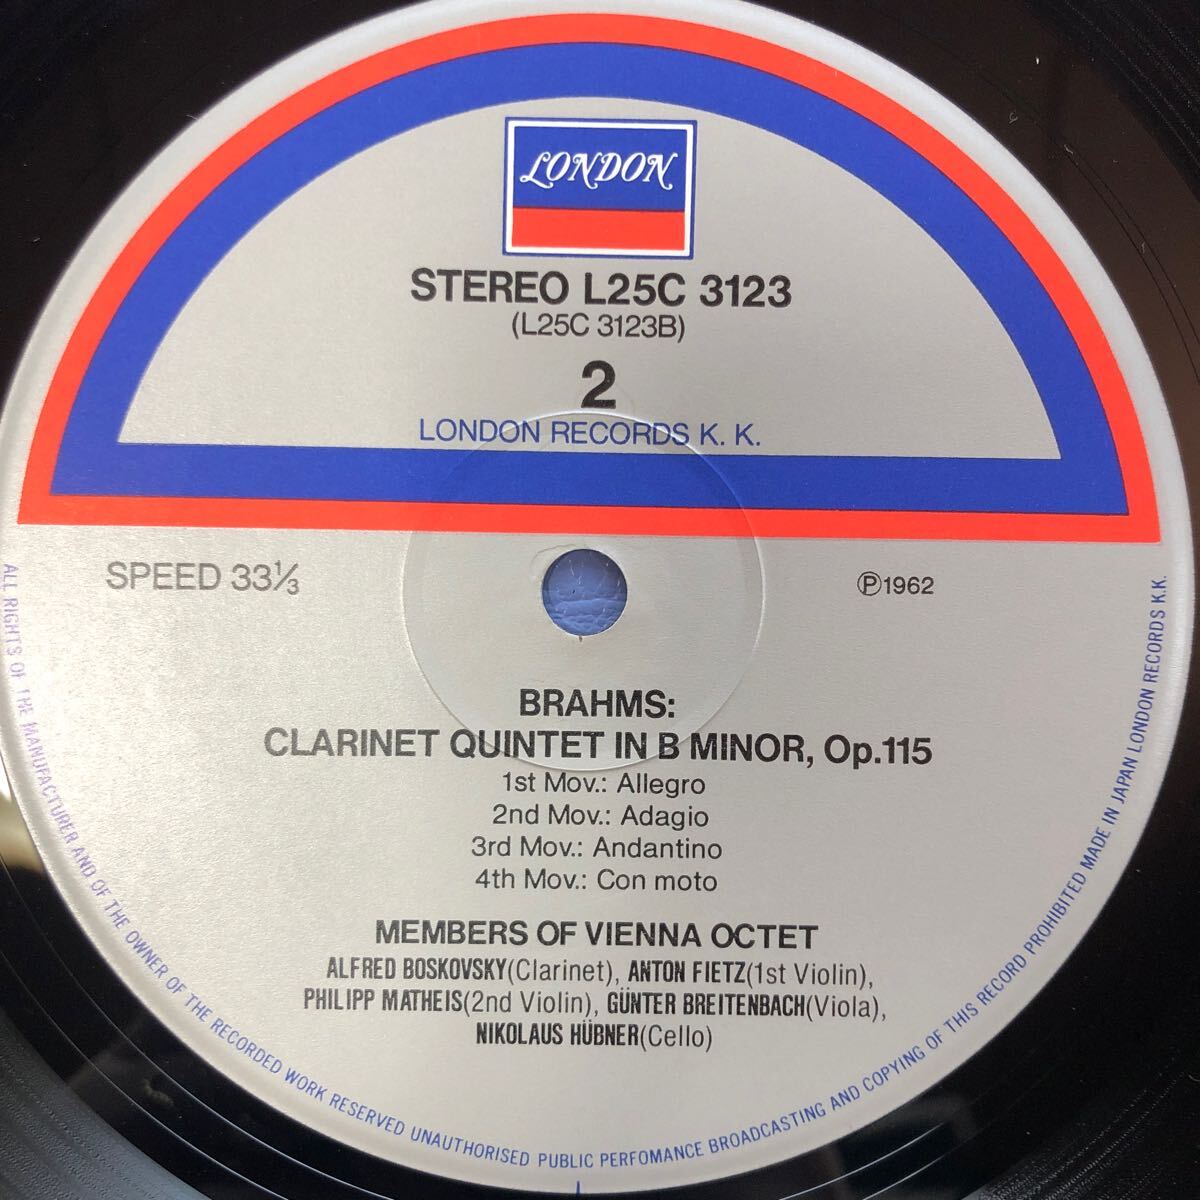 LONDON
STEREO L25C 3123
(L25C 3123B)
2
LONDON RECORDS K. K.
SPEED 33⅓
Ⓟ1962
BRAHMS:
CLARINET QUINTET IN B MINOR, Op.115
1st Mov.: Allegro
2nd Mov.: Adagio
3rd Mov.: Andantino
4th Mov.: Con moto
MEMBERS OF VIENNA OCTET
ALFRED BOSKOVSKY(Clarinet), ANTON FIETZ(1st Violin),
PHILIPP MATHEIS(2nd Violin), GÜNTER BREITENBACH(Viola),
NIKOLAUS HÜBNER(Cello)
ALL RIGHTS OF THE MANUFACTURER AND OF THE OWNER OF THE RECORDED WORK RESERVED UNAUTHORISED PUBLIC PERFOMANCE BROADCASTING AND COPYING OF THIS RECORD PROHIBITED MADE IN JAPAN LONDON RECORDS K.K.